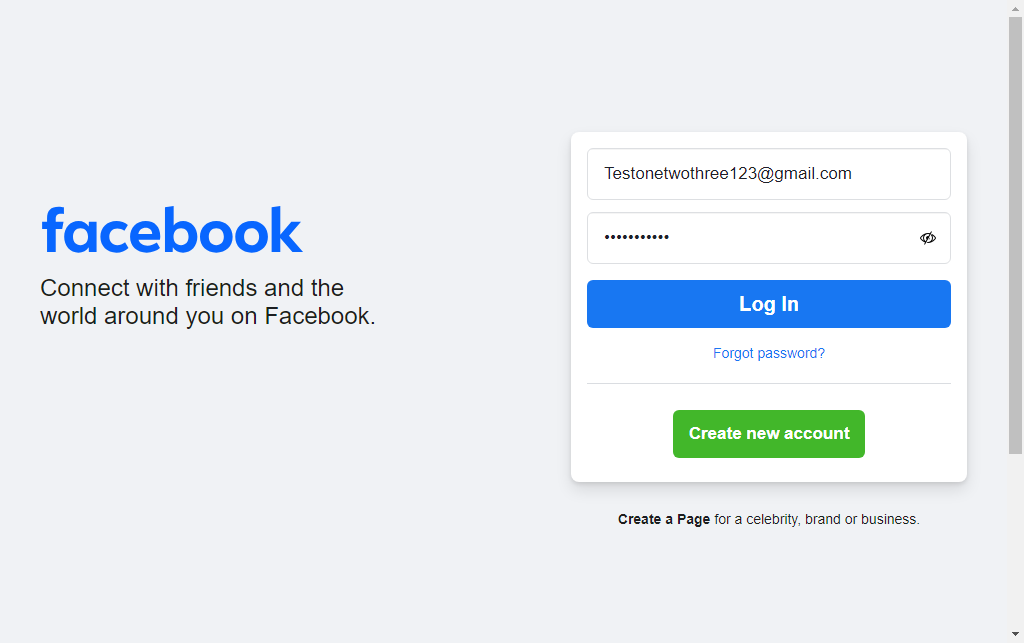 facebook
Connect with friends and the
world around you on Facebook.
Testonetwothree123@gmail.com
•••••••••••
Log In
Forgot password?
Create new account
Create a Page for a celebrity, brand or business.